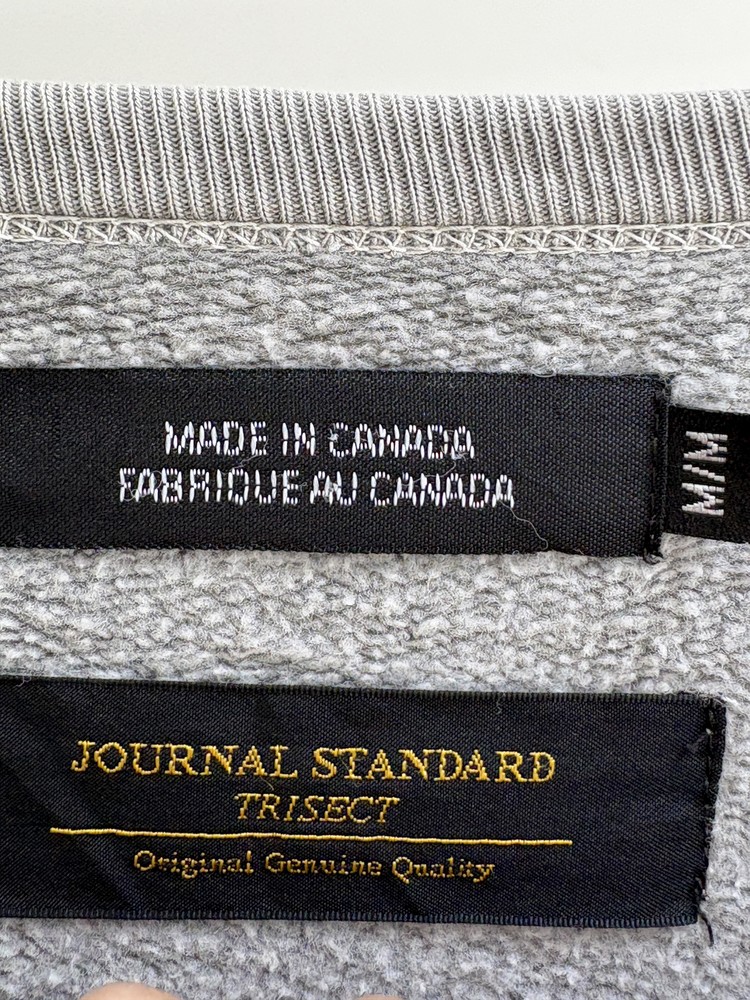 MADE IN CANADA
FABRIQUE AU CANADA
M/M
JOURNAL STANDARD
TRISECT
Original Genuine Quality